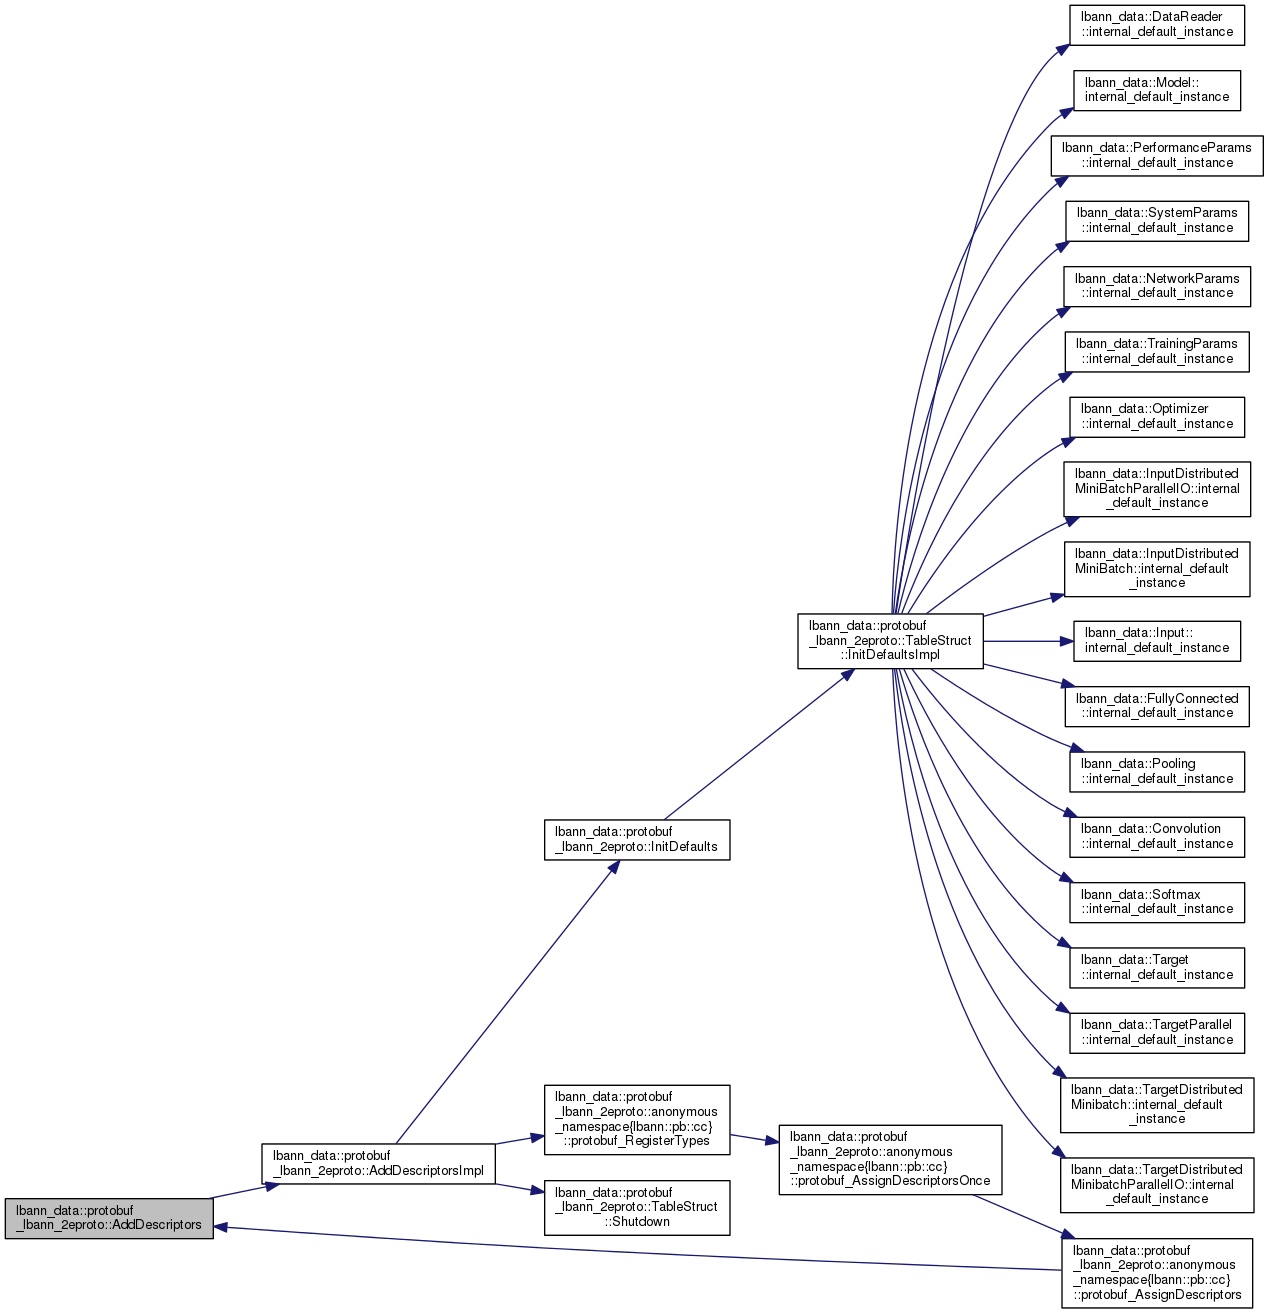 lbann_data::DataReader
::internal_default_instance
lbann_data::Model::
internal_default_instance
lbann_data::PerformanceParams
::internal_default_instance
lbann_data::SystemParams
::internal_default_instance
lbann_data::NetworkParams
::internal_default_instance
lbann_data::TrainingParams
::internal_default_instance
lbann_data::Optimizer
::internal_default_instance
lbann_data::InputDistributed
MiniBatchParallelIO::internal
_default_instance
lbann_data::InputDistributed
MiniBatch::internal_default
_instance
lbann_data::protobuf
_lbann_2eproto::TableStruct
::InitDefaultsImpl
lbann_data::Input::
internal_default_instance
lbann_data::FullyConnected
::internal_default_instance
lbann_data::Pooling
::internal_default_instance
lbann_data::protobuf
_lbann_2eproto::InitDefaults
lbann_data::Convolution
::internal_default_instance
lbann_data::Softmax
::internal_default_instance
lbann_data::Target
::internal_default_instance
lbann_data::TargetParallel
::internal_default_instance
lbann_data::TargetDistributed
Minibatch::internal_default
_instance
lbann_data::protobuf
_lbann_2eproto::anonymous
_namespace{lbann::pb::cc}
::protobuf_RegisterTypes
lbann_data::protobuf
_lbann_2eproto::anonymous
_namespace{lbann::pb::cc}
::protobuf_AssignDescriptorsOnce
lbann_data::protobuf
_lbann_2eproto::AddDescriptorsImpl
lbann_data::TargetDistributed
MinibatchParallelIO::internal
_default_instance
lbann_data::protobuf
_lbann_2eproto::TableStruct
::Shutdown
lbann_data::protobuf
_lbann_2eproto::AddDescriptors
lbann_data::protobuf
_lbann_2eproto::anonymous
_namespace{lbann::pb::cc}
::protobuf_AssignDescriptors